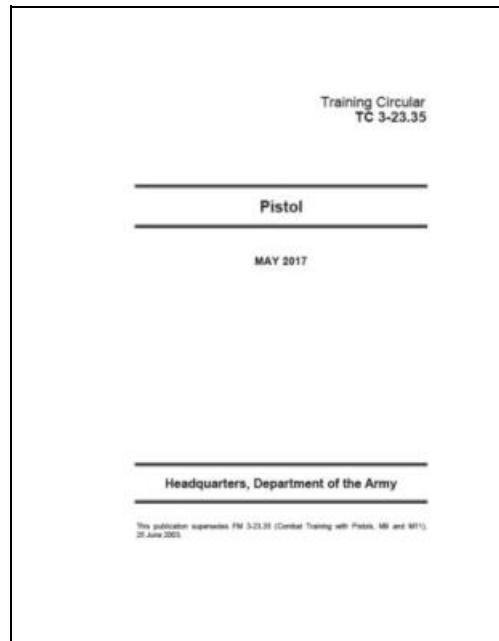 Training Circular
TC 3-23.35
Pistol
MAY 2017
Headquarters, Department of the Army
This publication supersedes FM 3-23.35 (Combat Training with Pistols, M9 and M11),
25 June 2003.